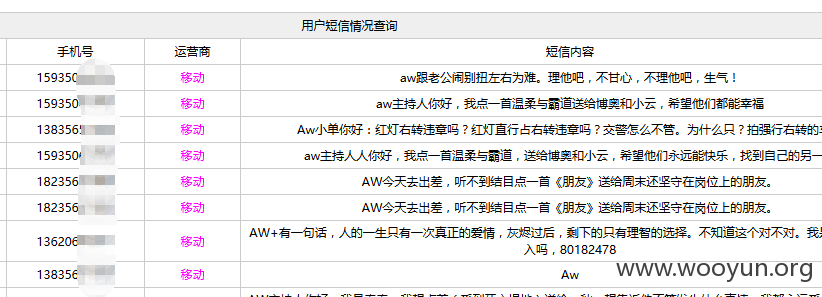 用户短信情况查询
手机号 运营商 短信内容
159350 移动 aw跟老公闹别扭左右为难。理他吧，不甘心，不理他吧，生气！
159350 移动 aw主持人你好，我点一首温柔与霸道送给博奥和小云，希望他们都能幸福
138356 移动 Aw小单你好：红灯右转违章吗？红灯直行占右转违章吗？交警怎么不管。为什么只？拍强行右转的
159350 移动 aw主持人人你好，我点一首温柔与霸道，送给博奥和小云，希望他们永远能快乐，找到自己的另一
182356 移动 AW今天去出差，听不到结目点一首《朋友》送给周末还坚守在岗位上的朋友。
182356 移动 AW今天去出差，听不到结目点一首《朋友》送给周末还坚守在岗位上的朋友。
136206 移动 AW+有一句话，人的一生只有一次真正的爱情，灰烬过后，剩下的只有理智的选择。不知道这个对不对。我
入吗，80182478
138356 移动 Aw
www.wooyun.org